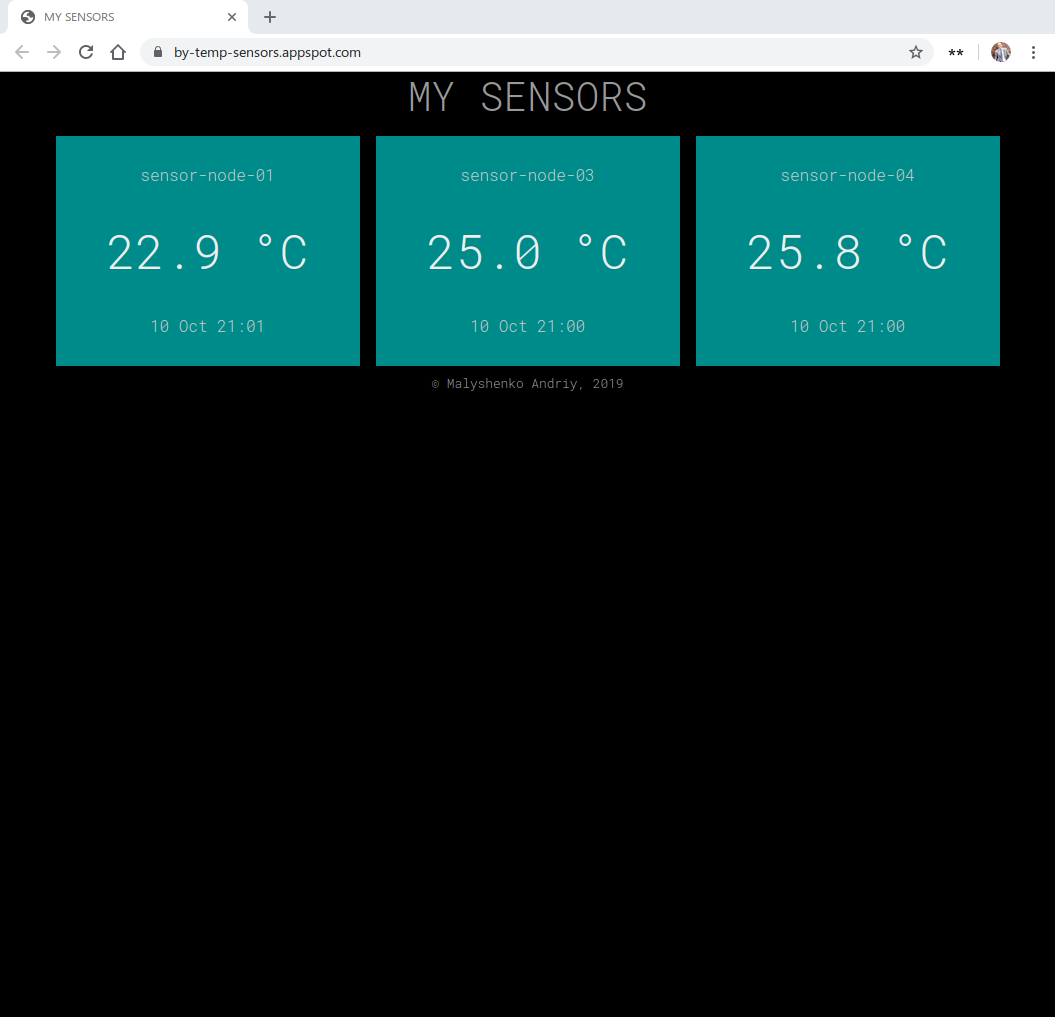 MY SENSORS
by-temp-sensors.appspot.com
**
MY SENSORS
sensor-node-01
22.9 °C
10 Oct 21:01
sensor-node-03
25.0 °C
10 Oct 21:00
sensor-node-04
25.8 °C
10 Oct 21:00
© Malyshenko Andriy, 2019